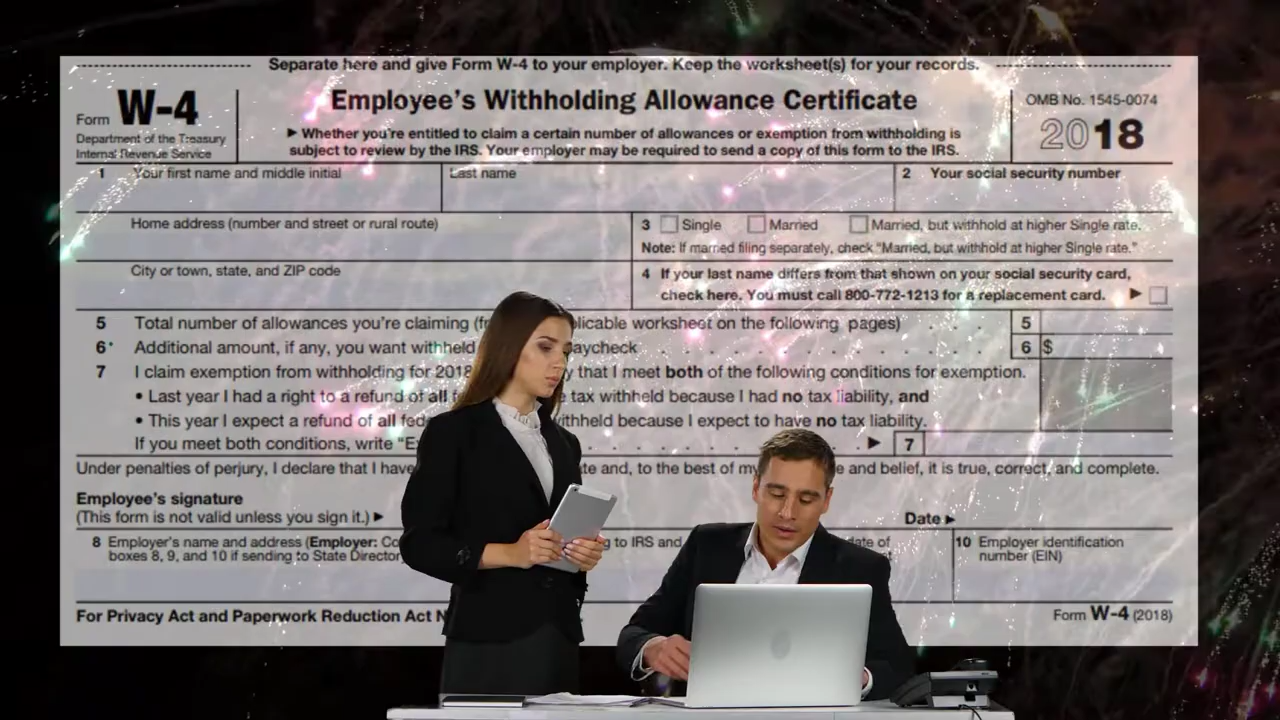 Separate here and give Form W-4 to your employer. Keep the worksheet(s) for your records.
Form W-4
Department of the Treasury
Internal Revenue Service
Employee's Withholding Allowance Certificate
▶ Whether you're entitled to claim a certain number of allowances or exemption from withholding is
subject to review by the IRS. Your employer may be required to send a copy of this form to the IRS.
OMB No. 1545-0074
2018
1 Your first name and middle initial
Last name
2 Your social security number
Home address (number and street or rural route)
3 Single Married Married, but withhold at higher Single rate.
Note: If married filing separately, check "Married, but withhold at higher Single rate."
City or town, state, and ZIP code
4 If your last name differs from that shown on your social security card,
check here. You must call 800-772-1213 for a replacement card. ▶
5 Total number of allowances you're claiming ( worksheet on the following pages) 5
6 Additional amount, if any, you want withheld 6 $
7 I claim exemption from withholding for 2018 that I meet both of the following conditions for exemption.
• Last year I had a right to a refund of all tax withheld because I had no tax liability, and
• This year I expect a refund of all because I expect to have no tax liability.
If you meet both conditions, write ▶ 7
Under penalties of perjury, I declare that I have and, to the best of my and belief, it is true, correct, and complete.
Employee's signature
(This form is not valid unless you sign it.) ▶
Date ▶
8 Employer's name and address (Employer: to IRS and
boxes 8, 9, and 10 if sending to State
date of
10 Employer identification
number (EIN)
For Privacy Act and Paperwork Reduction Act
Form W-4 (2018)